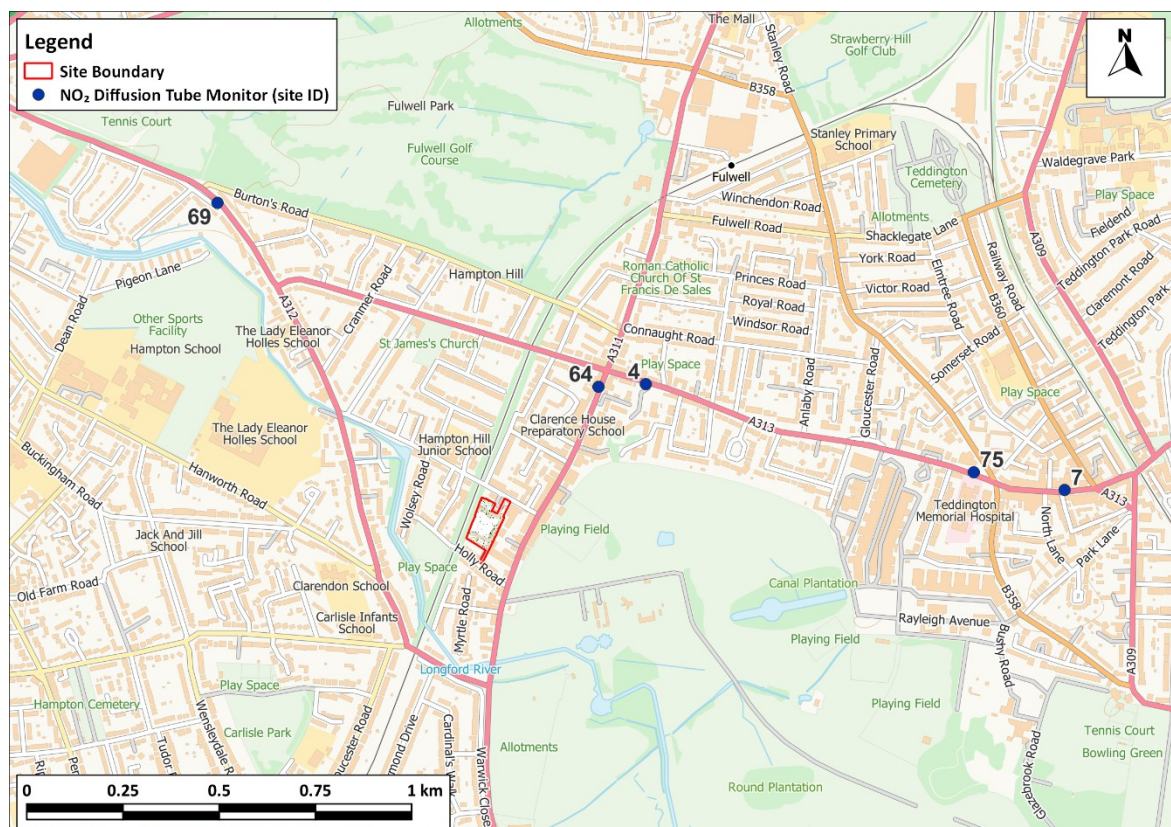 Legend
Site Boundary
NO₂ Diffusion Tube Monitor (site ID)
N
Allotments
The Mall
Stanley Road
Strawberry Hill
Golf Club
B358
Tennis Court
Fulwell Park
Fulwell Golf
Course
Stanley Primary
School
Fulwell
Teddington
Cemetery
Waldegrave Park
Play Space
Fieldend
Teddington Park Road
Burton's Road
69
Winchendon Road
Allotments
Fulwell Road
Shacklegate Lane
A309
Railway Road
Claremont Road
Teddington Park
Pigeon Lane
Dean Road
Hampton Hill
Roman Catholic
Church Of St
Francis De Sales
Princes Road
Royal Road
Windsor Road
York Road
Victor Road
Elmtree Road
B360
Cranmer Road
A312
Other Sports
Facility
Hampton School
The Lady Eleanor
Holles School
St James's Church
Connaught Road
A311
Play Space
64
4
Somerset Road
Play Space
Anlaby Road
Gloucester Road
Clarence House
Preparatory School
A313
The Lady Eleanor
Holles School
Hampton Hill
Junior School
75
7
A313
Buckingham Road
Hanworth Road
Wolsey Road
Teddington
Memorial Hospital
North Lane
Park Lane
Playing Field
Jack And Jill
School
Holly Road
Play Space
Old Farm Road
Clarendon School
Carlisle Infants
School
Myrtle Road
Canal Plantation
Rayleigh Avenue
B358
Playing Field
Bushy Road
A309
Longford River
Play Space
Hampton Cemetery
Wensleydale R
Carlisle Park
Playing Field
Tennis Court
Bowling Green
Glazebrook Road
Tudor
Allotments
Cardinal's Walk
Warwick Close
Round Plantation
0 0.25 0.50 0.75 1 km